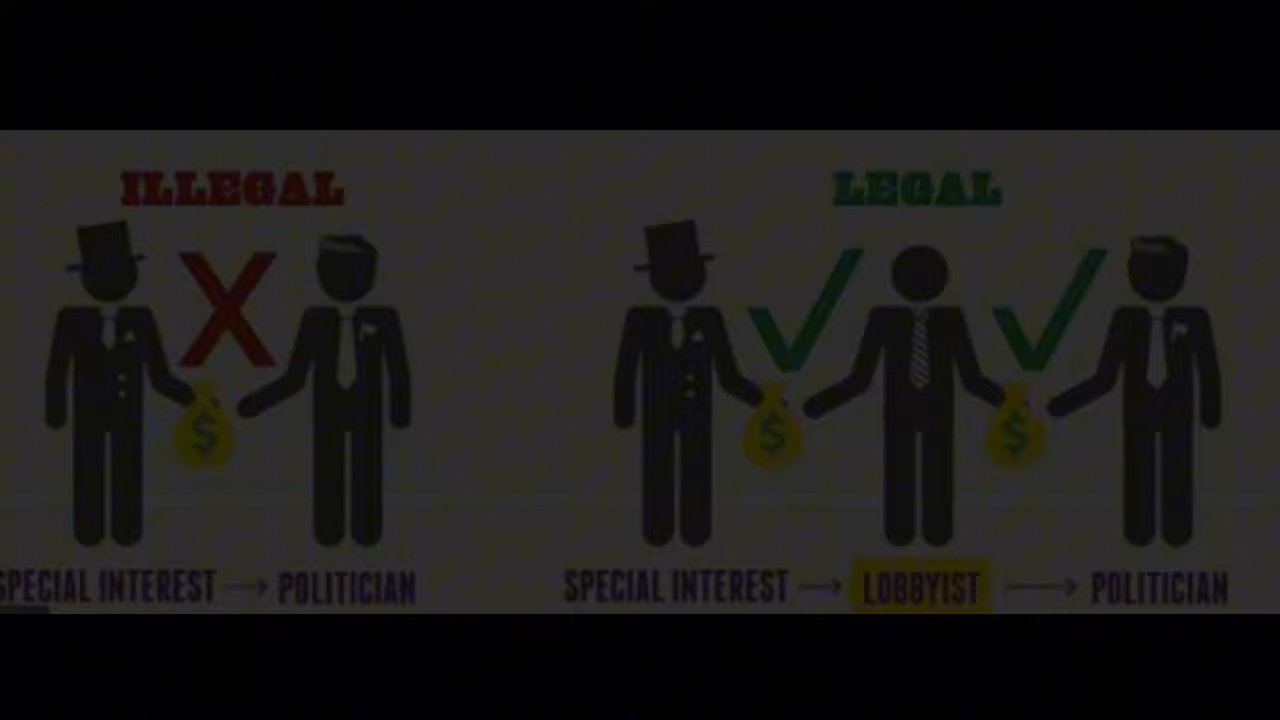 ILLEGAL
LEGAL
$
$
$
SPECIAL INTEREST → POLITICIAN
SPECIAL INTEREST → LOBBYIST → POLITICIAN